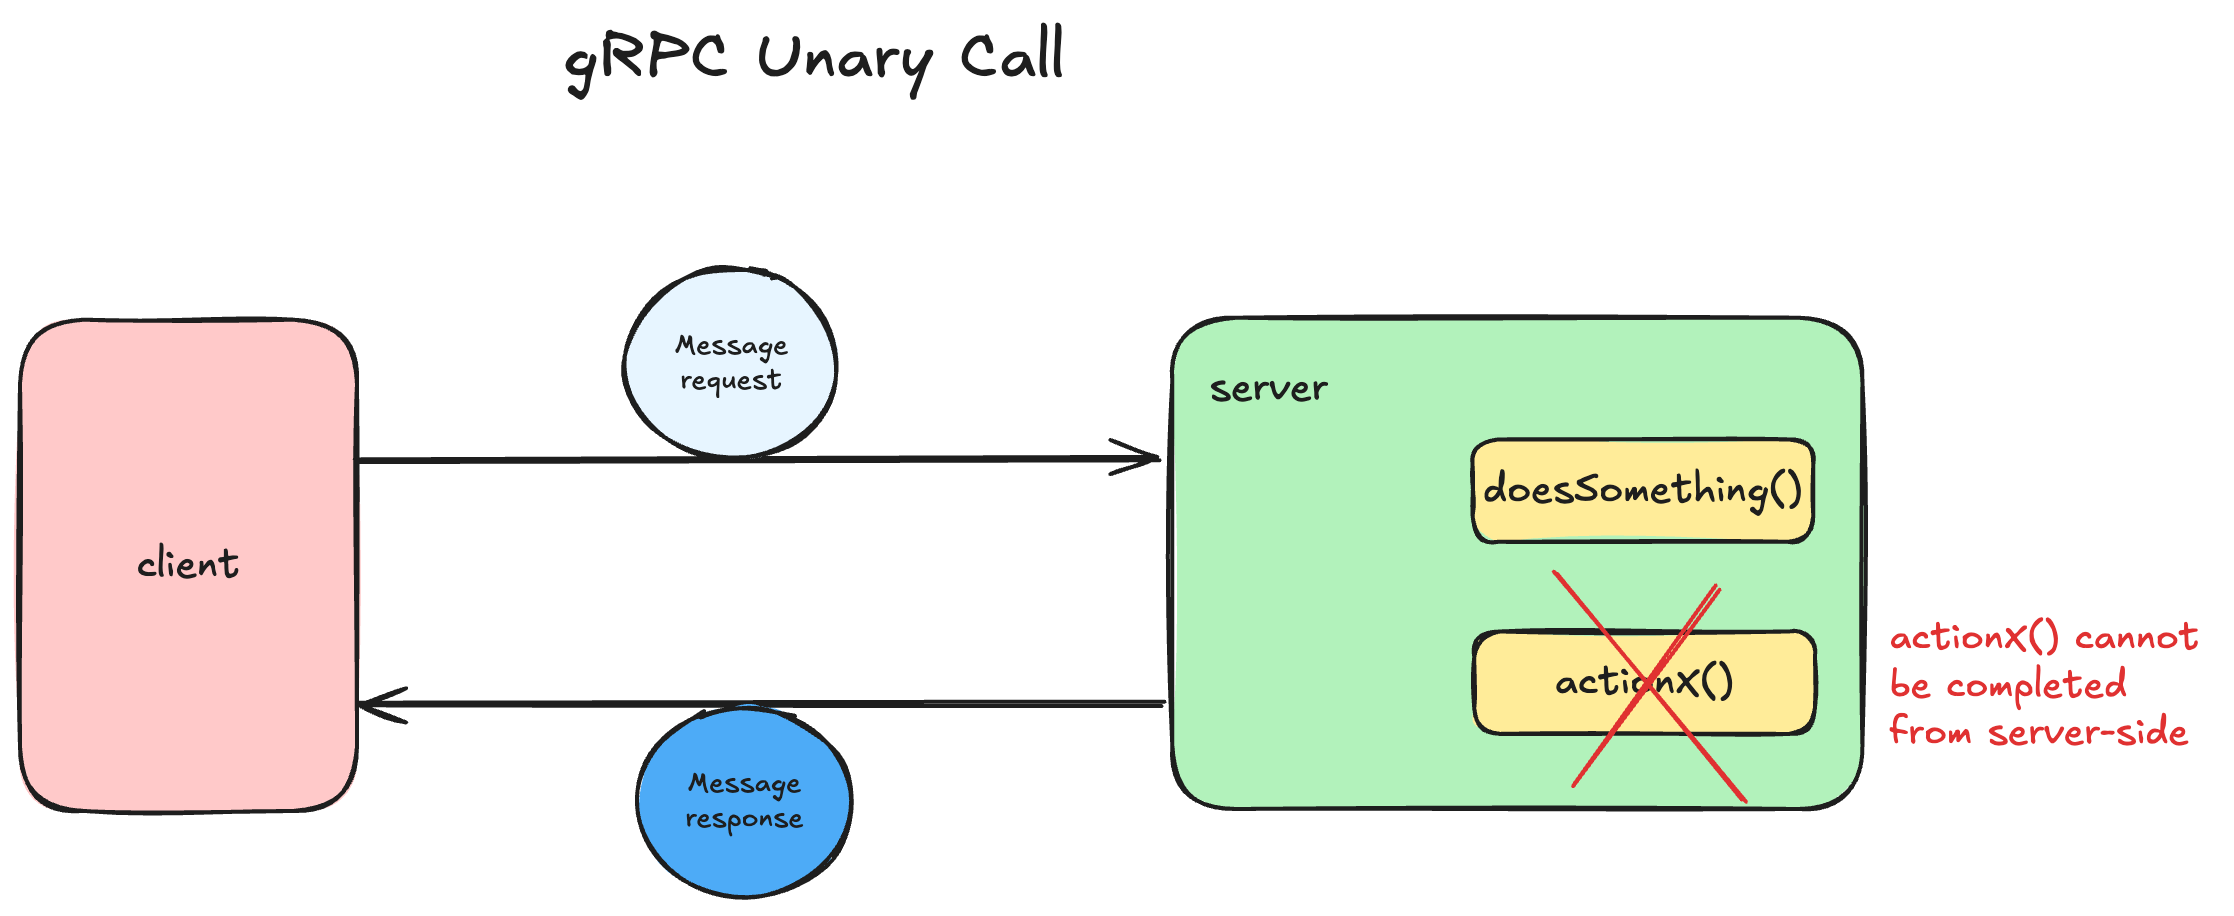 gRPC Unary Call
Message
request
server
doesSomething()
client
actionX()
actionX() cannot
be completed
from server-side
Message
response